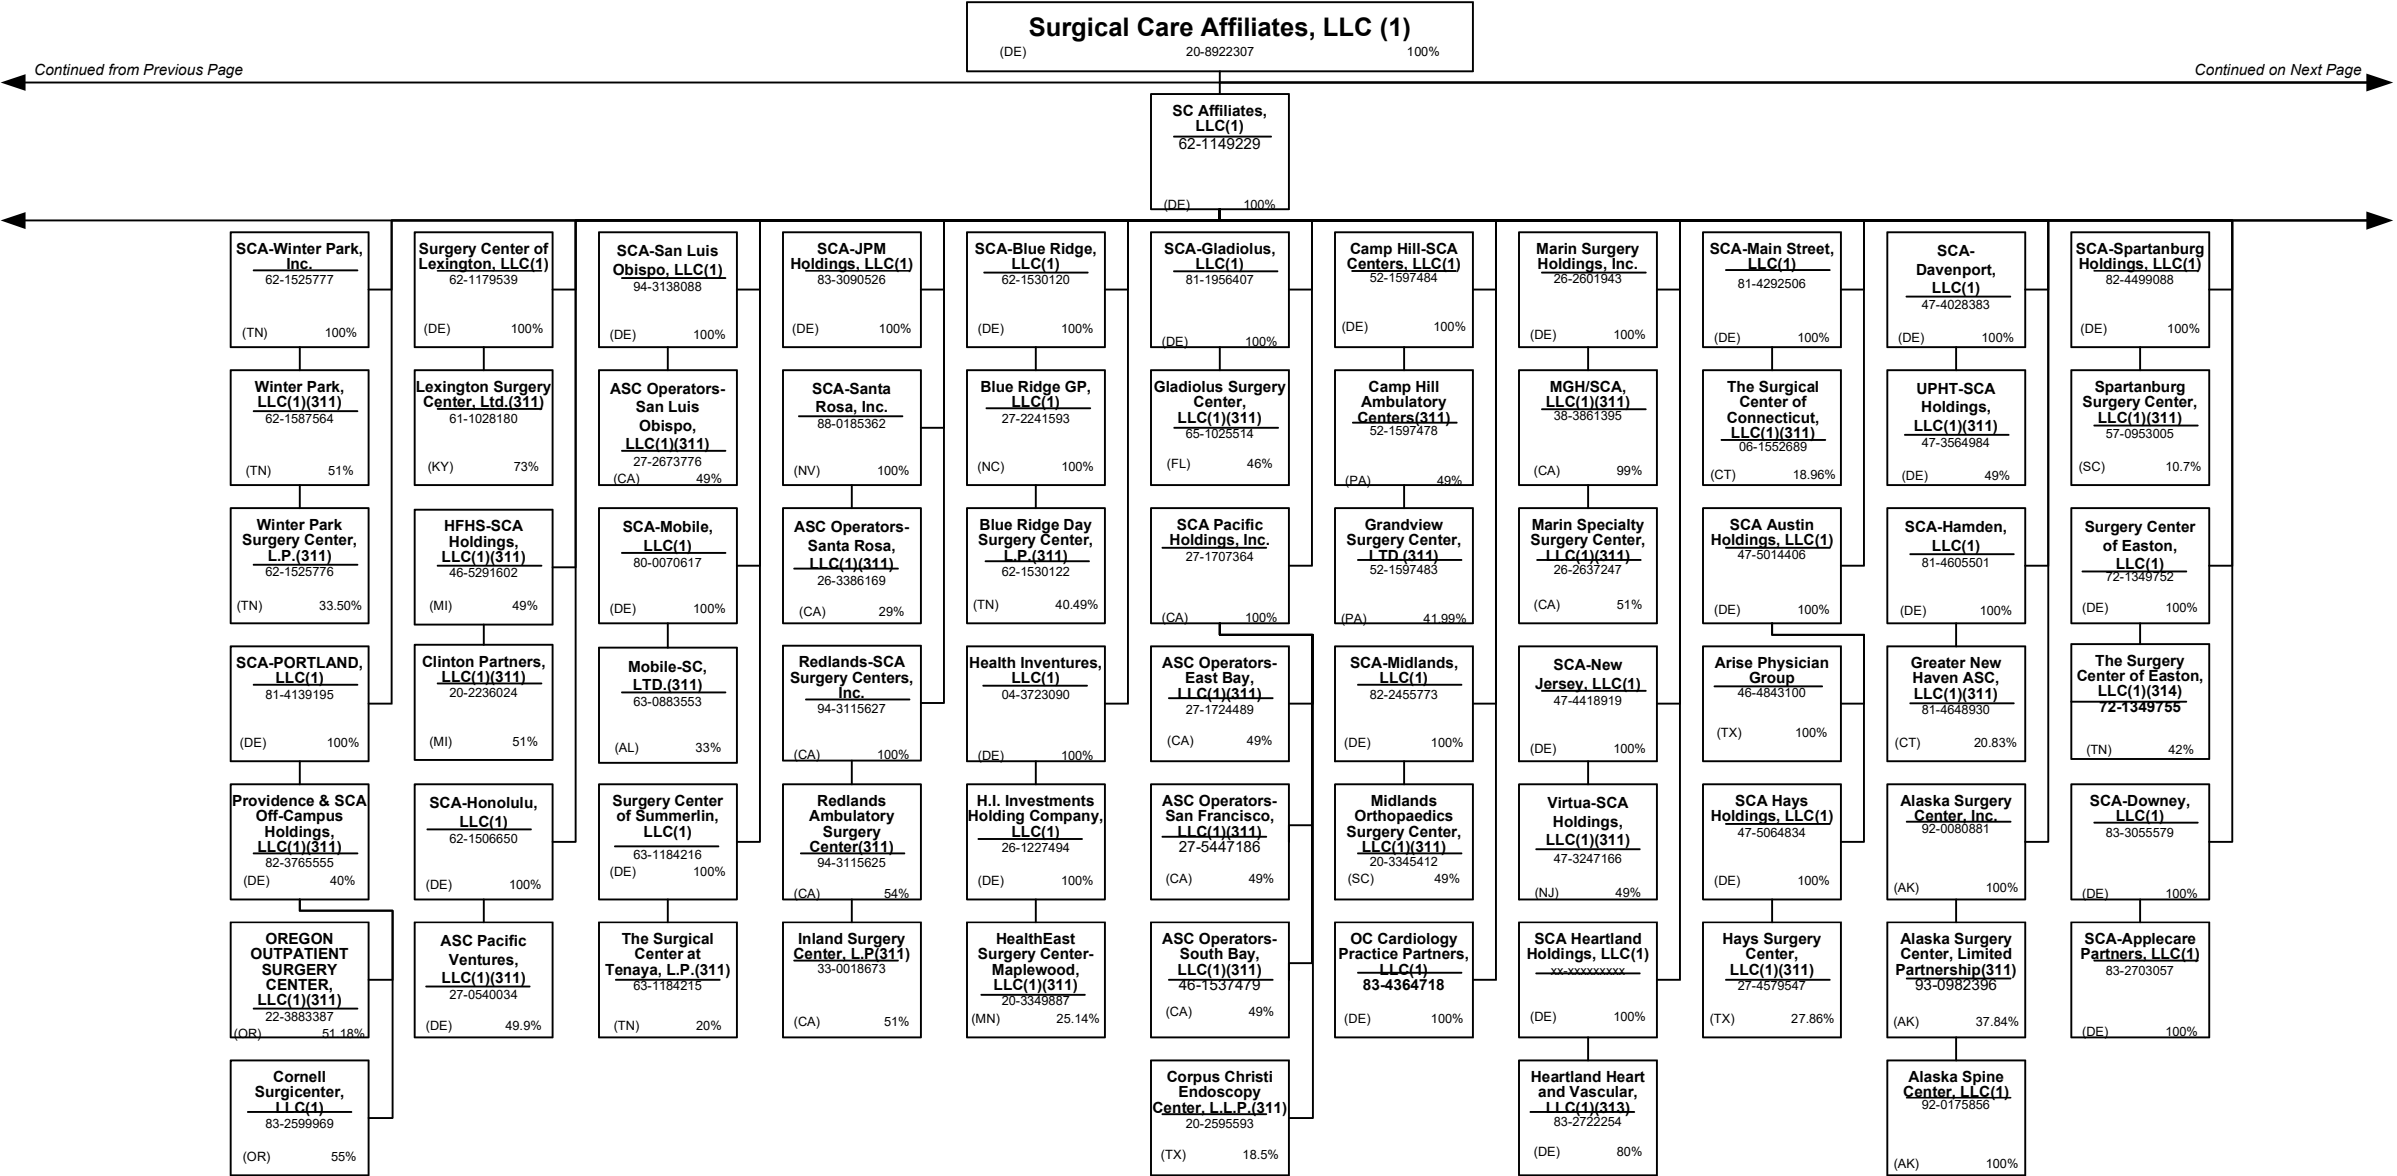 Surgical Care Affiliates, LLC (1)
(DE) 20-8922307 100%
Continued from Previous Page
Continued on Next Page
SC Affiliates,
LLC(1)
62-1149229
(DE) 100%
SCA-Winter Park,
Inc.
62-1525777
(TN) 100%
Winter Park,
LLC(1)(311)
62-1587564
(TN) 51%
Winter Park
Surgery Center,
L.P.(311)
62-1525776
(TN) 33.50%
SCA-PORTLAND,
LLC(1)
81-4139195
(DE) 100%
Providence & SCA
Off-Campus
Holdings,
LLC(1)(311)
82-3765555
(DE) 40%
OREGON
OUTPATIENT
SURGERY
CENTER,
LLC(1)(311)
22-3883387
(OR) 51.18%
Cornell
Surgicenter,
LLC(1)
83-2599969
(OR) 55%
Surgery Center of
Lexington, LLC(1)
62-1179539
(DE) 100%
Lexington Surgery
Center, Ltd.(311)
61-1028180
(KY) 73%
HFHS-SCA
Holdings,
LLC(1)(311)
46-5291602
(MI) 49%
Clinton Partners,
LLC(1)(311)
20-2236024
(MI) 51%
SCA-Honolulu,
LLC(1)
62-1506650
(DE) 100%
ASC Pacific
Ventures,
LLC(1)(311)
27-0540034
(DE) 49.9%
SCA-San Luis
Obispo, LLC(1)
94-3138088
(DE) 100%
ASC Operators-
San Luis
Obispo,
LLC(1)(311)
27-2673776
(CA) 49%
SCA-Mobile,
LLC(1)
80-0070617
(DE) 100%
Mobile-SC,
LTD.(311)
63-0883553
(AL) 33%
Surgery Center
of Summerlin,
LLC(1)
63-1184216
(DE) 100%
The Surgical
Center at
Tenaya, L.P.(311)
63-1184215
(TN) 20%
SCA-JPM
Holdings, LLC(1)
83-3090526
(DE) 100%
SCA-Santa
Rosa, Inc.
88-0185362
(NV) 100%
ASC Operators-
Santa Rosa,
LLC(1)(311)
26-3386169
(CA) 29%
Redlands-SCA
Surgery Centers,
Inc.
94-3115627
(CA) 100%
Redlands
Ambulatory
Surgery
Center(311)
94-3115625
(CA) 54%
Inland Surgery
Center, L.P(311)
33-0018673
(CA) 51%
SCA-Blue Ridge,
LLC(1)
62-1530120
(DE) 100%
Blue Ridge GP,
LLC(1)
27-2241593
(NC) 100%
Blue Ridge Day
Surgery Center,
L.P.(311)
62-1530122
(TN) 40.49%
Health Inventures,
LLC(1)
04-3723090
(DE) 100%
H.I. Investments
Holding Company,
LLC(1)
26-1227494
(DE) 100%
HealthEast
Surgery Center-
Maplewood,
LLC(1)(311)
20-3349887
(MN) 25.14%
SCA-Gladiolus,
LLC(1)
81-1956407
(DE) 100%
Gladiolus Surgery
Center,
LLC(1)(311)
65-1025514
(FL) 46%
SCA Pacific
Holdings, Inc.
27-1707364
(CA) 100%
ASC Operators-
East Bay,
LLC(1)(311)
27-1724489
(CA) 49%
ASC Operators-
San Francisco,
LLC(1)(311)
27-5447186
(CA) 49%
ASC Operators-
South Bay,
LLC(1)(311)
46-1537479
(CA) 49%
Corpus Christi
Endoscopy
Center, L.L.P.(311)
20-2595593
(TX) 18.5%
Camp Hill-SCA
Centers, LLC(1)
52-1597484
(DE) 100%
Camp Hill
Ambulatory
Centers(311)
52-1597478
(PA) 49%
Grandview
Surgery Center,
LTD.(311)
52-1597483
(PA) 41.99%
SCA-Midlands,
LLC(1)
82-2455773
(DE) 100%
Midlands
Orthopaedics
Surgery Center,
LLC(1)(311)
20-3345412
(SC) 49%
OC Cardiology
Practice Partners,
LLC(1)
83-4364718
(DE) 100%
Marin Surgery
Holdings, Inc.
26-2601943
(DE) 100%
MGH/SCA,
LLC(1)(311)
38-3861395
(CA) 99%
Marin Specialty
Surgery Center,
LLC(1)(311)
26-2637247
(CA) 51%
SCA-New
Jersey, LLC(1)
47-4418919
(DE) 100%
Virtua-SCA
Holdings,
LLC(1)(311)
47-3247166
(NJ) 49%
SCA Heartland
Holdings, LLC(1)
xx-xxxxxxxxx
(DE) 100%
Heartland Heart
and Vascular,
LLC(1)(313)
83-2722254
(DE) 80%
SCA-Main Street,
LLC(1)
81-4292506
(DE) 100%
The Surgical
Center of
Connecticut,
LLC(1)(311)
06-1552689
(CT) 18.96%
SCA Austin
Holdings, LLC(1)
47-5014406
(DE) 100%
Arise Physician
Group
46-4843100
(TX) 100%
SCA Hays
Holdings, LLC(1)
47-5064834
(DE) 100%
Hays Surgery
Center,
LLC(1)(311)
27-4579547
(TX) 27.86%
SCA-
Davenport,
LLC(1)
47-4028383
(DE) 100%
UPHT-SCA
Holdings,
LLC(1)(311)
47-3564984
(DE) 49%
SCA-Hamden,
LLC(1)
81-4605501
(DE) 100%
Greater New
Haven ASC,
LLC(1)(311)
81-4648930
(CT) 20.83%
Alaska Surgery
Center, Inc.
92-0080881
(AK) 100%
Alaska Surgery
Center, Limited
Partnership(311)
93-0982396
(AK) 37.84%
Alaska Spine
Center, LLC(1)
92-0175856
(AK) 100%
SCA-Spartanburg
Holdings, LLC(1)
82-4499088
(DE) 100%
Spartanburg
Surgery Center,
LLC(1)(311)
57-0953005
(SC) 10.7%
Surgery Center
of Easton,
LLC(1)
72-1349752
(DE) 100%
The Surgery
Center of Easton,
LLC(1)(314)
72-1349755
(TN) 42%
SCA-Downey,
LLC(1)
83-3055579
(DE) 100%
SCA-Applecare
Partners, LLC(1)
83-2703057
(DE) 100%